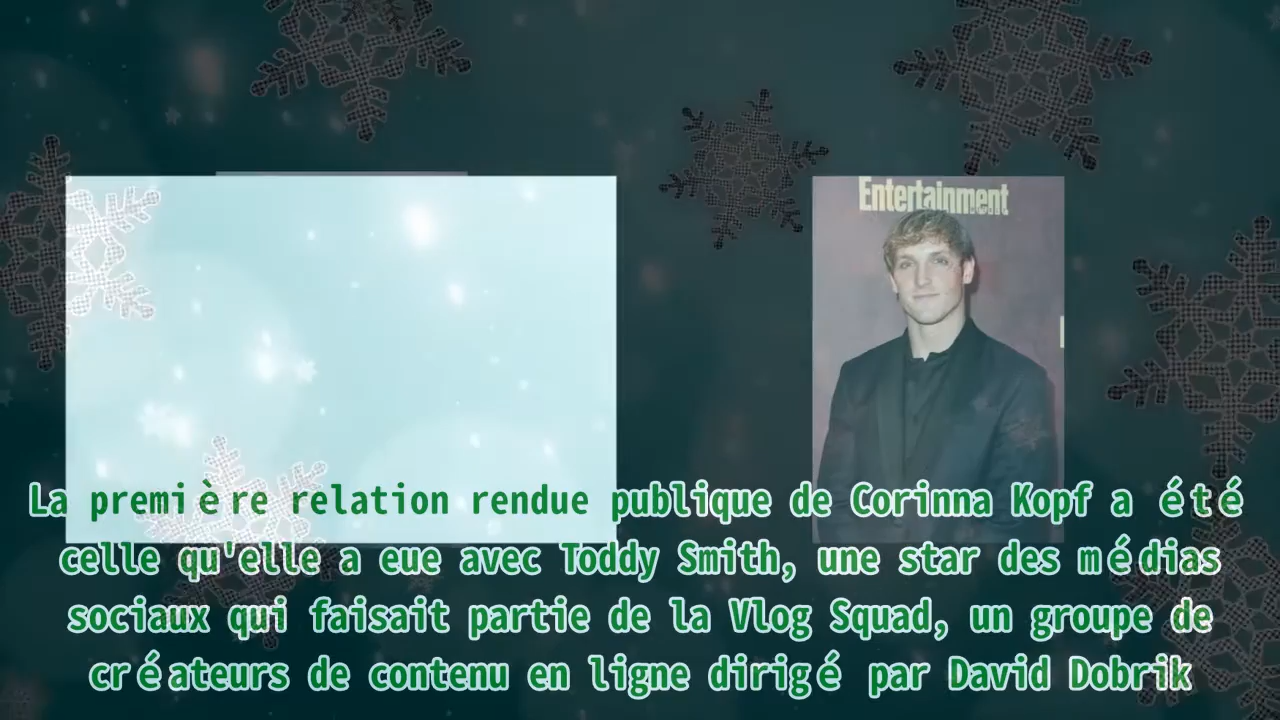 Entertainment
La première relation rendue publique de Corinna Kopf a été
celle qu'elle a eue avec Toddy Smith, une star des médias
sociaux qui faisait partie de la Vlog Squad, un groupe de
créateurs de contenu en ligne dirigé par David Dobrik